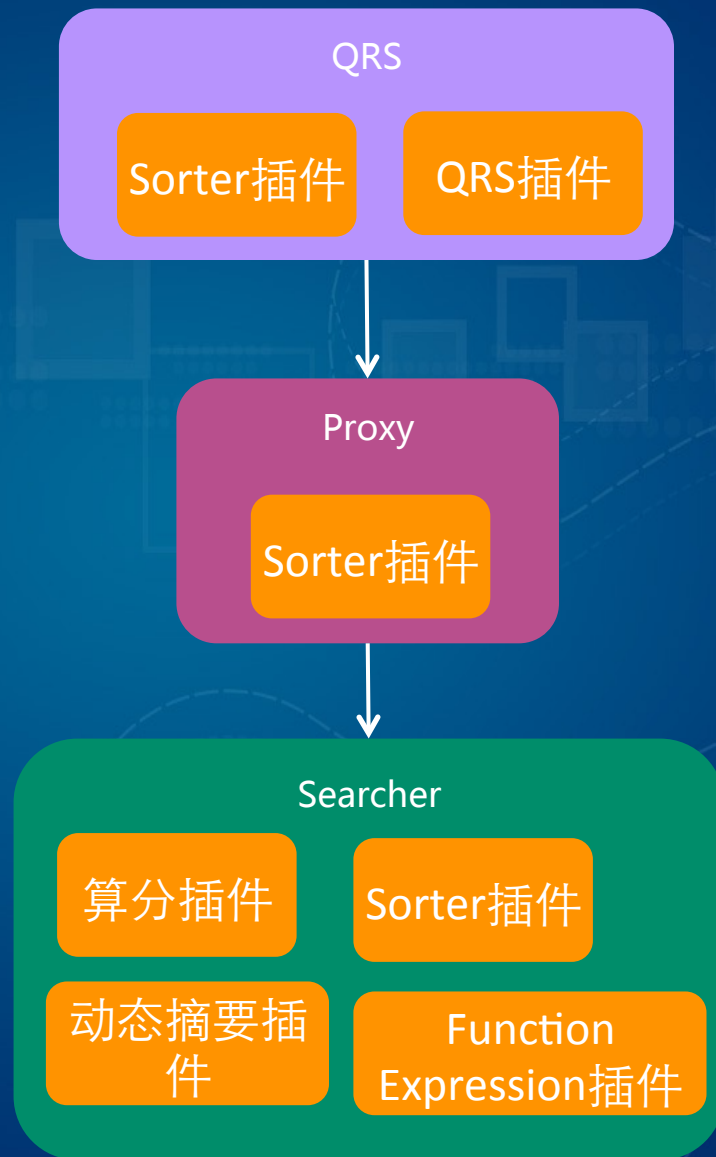 QRS
Sorter插件
QRS插件
Proxy
Sorter插件
Searcher
算分插件
Sorter插件
动态摘要插
件
Function
Expression插件